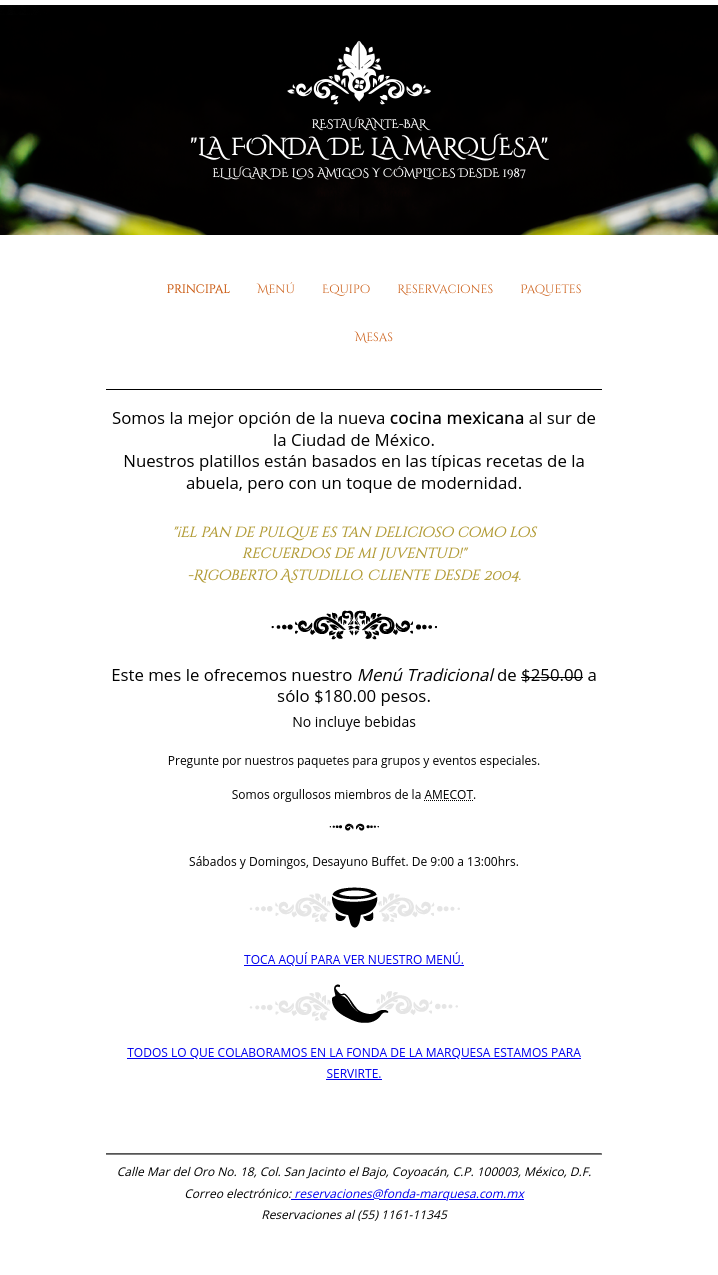 RESTAURANTE-BAR
"LA FONDA DE LA MARQUESA"
EL LUGAR DE LOS AMIGOS Y CÓMPLICES DESDE 1987
PRINCIPAL MENÚ EQUIPO RESERVACIONES PAQUETES
MESAS
Somos la mejor opción de la nueva cocina mexicana al sur de
la Ciudad de México.
Nuestros platillos están basados en las típicas recetas de la
abuela, pero con un toque de modernidad.
"¡EL PAN DE PULQUE ES TAN DELICIOSO COMO LOS
RECUERDOS DE MI JUVENTUD!"
-RIGOBERTO ASTUDILLO. CLIENTE DESDE 2004.
Este mes le ofrecemos nuestro Menú Tradicional de $250.00 a
sólo $180.00 pesos.
No incluye bebidas
Pregunte por nuestros paquetes para grupos y eventos especiales.
Somos orgullosos miembros de la AMECOT.
Sábados y Domingos, Desayuno Buffet. De 9:00 a 13:00hrs.
TOCA AQUÍ PARA VER NUESTRO MENÚ.
TODOS LO QUE COLABORAMOS EN LA FONDA DE LA MARQUESA ESTAMOS PARA
SERVIRTE.
Calle Mar del Oro No. 18, Col. San Jacinto el Bajo, Coyoacán, C.P. 100003, México, D.F.
Correo electrónico: reservaciones@fonda-marquesa.com.mx
Reservaciones al (55) 1161-11345